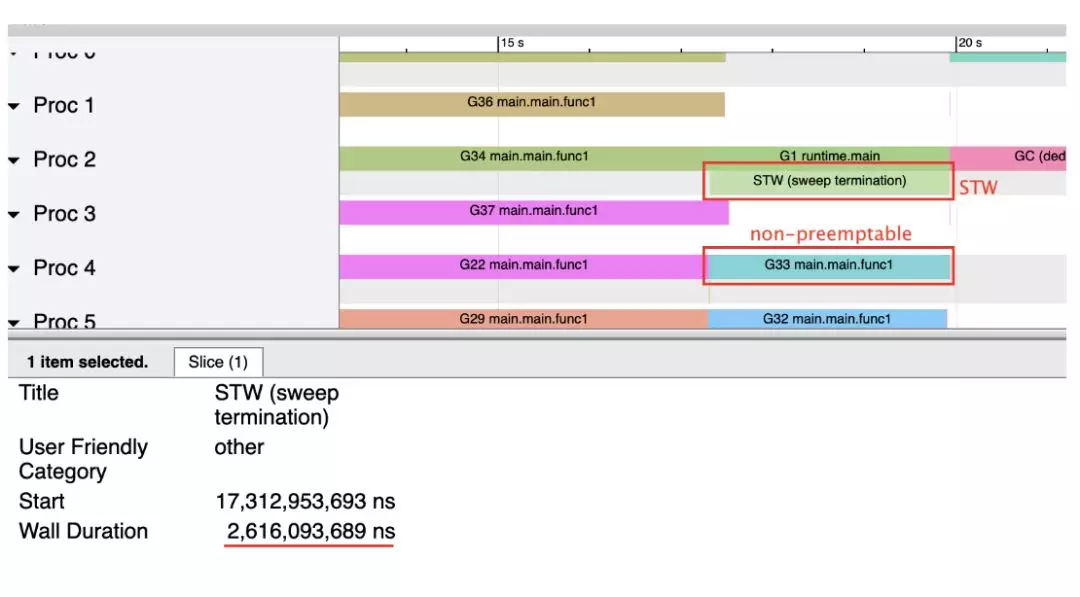 15 s
20 s
Proc 1
G36 main.main.func1
Proc 2
G34 main.main.func1
G1 runtime.main
GC (ded
STW (sweep termination)
STW
Proc 3
G37 main.main.func1
non-preemptable
Proc 4
G22 main.main.func1
G33 main.main.func1
Proc 5
G29 main.main.func1
G32 main.main.func1
1 item selected.
Slice (1)
Title
STW (sweep
termination)
User Friendly
Category
other
Start
17,312,953,693 ns
Wall Duration
2,616,093,689 ns